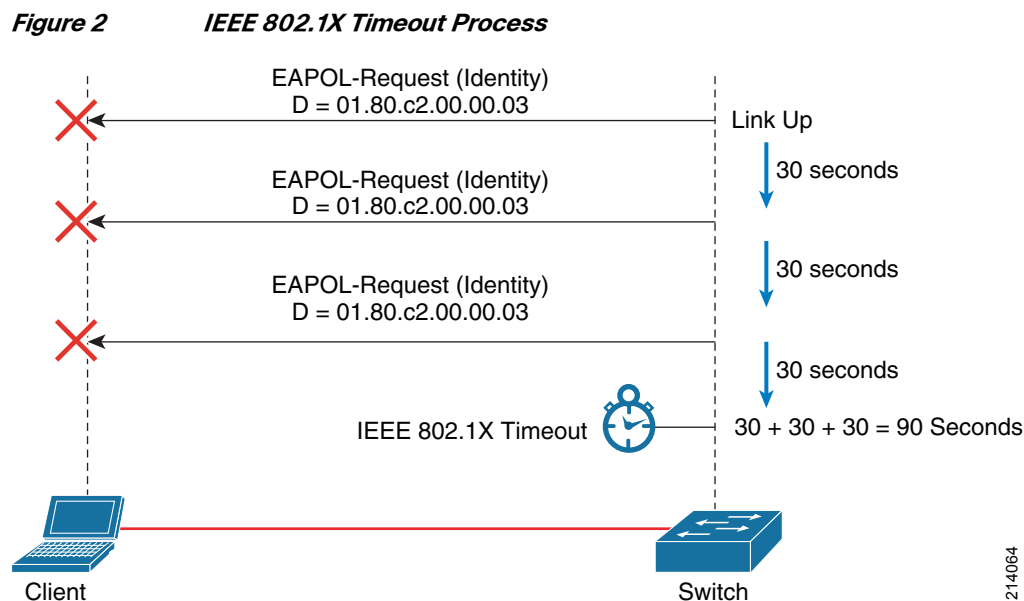 Figure 2 IEEE 802.1X Timeout Process
EAPOL-Request (Identity)
D = 01.80.c2.00.00.03
Link Up
30 seconds
EAPOL-Request (Identity)
D = 01.80.c2.00.00.03
30 seconds
EAPOL-Request (Identity)
D = 01.80.c2.00.00.03
30 seconds
IEEE 802.1X Timeout
30 + 30 + 30 = 90 Seconds
Client
Switch
214064